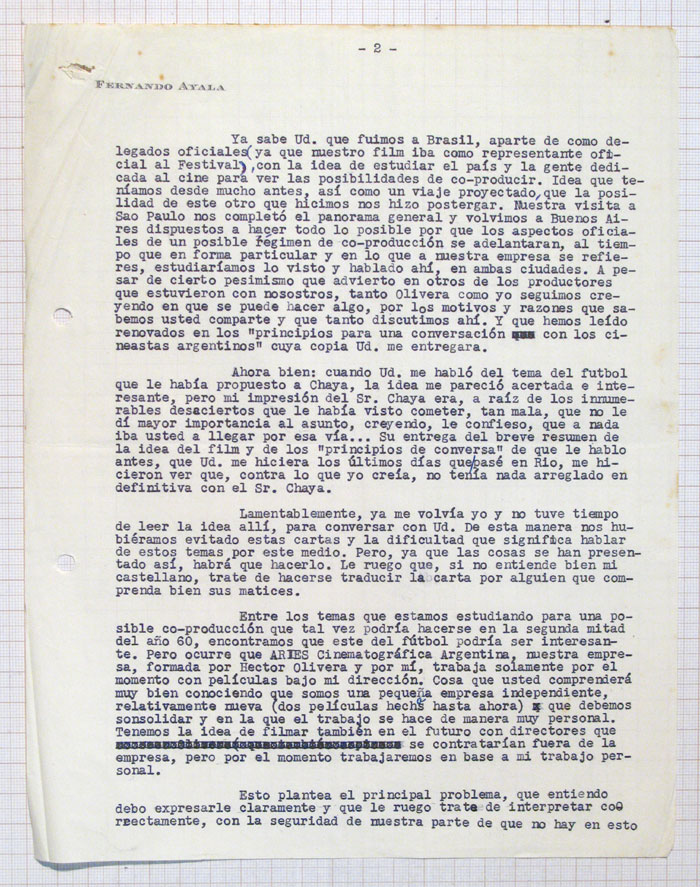 - 2 -
FERNANDO AYALA
Ya sabe Ud. que fuimos a Brasil, aparte de como de-
legados oficiales(ya que nuestro film iba como representante ofi-
cial al Festival),con la idea de estudiar el país y la gente dedi-
cada al cine para ver las posibilidades de co-producir. Idea que te-
níamos desde mucho antes, así como un viaje proyectado,que la posi-
lidad de este otro que hicimos nos hizo postergar. Nuestra visita a
Sao Paulo nos completó el panorama general y volvimos a Buenos Ai-
res dispuestos a hacer todo lo posible por que los aspectos oficia-
les de un posible régimen de co-producción se adelantaran, al tiem-
po que en forma particular y en lo que a nuestra empresa se refie-
res, estudiaríamos lo visto y hablado ahí, en ambas ciudades. A pe-
sar de cierto pesimismo que advierto en otros de los productores
que estuvieron con nosostros, tanto Olivera como yo seguimos cre-
yendo en que se puede hacer algo, por los motivos y razones que sa-
bemos usted comparte y que tanto discutimos ahí. Y que hemos leído
renovados en los "principios para una conversación con los ci-
neastas argentinos" cuya copia Ud. me entregara.
Ahora bien: cuando Ud. me habló del tema del futbol
que le había propuesto a Chaya, la idea me pareció acertada e inte-
resante, pero mi impresión del Sr. Chaya era, a raíz de los innume-
rables desaciertos que le había visto cometer, tan mala, que no le
dí mayor importancia al asunto, creyendo, le confieso, que a nada
iba usted a llegar por esa vía... Su entrega del breve resumen de
la idea del film y de los "principios de conversa" de que le hablo
antes, que Ud. me hiciera los últimos días que pasé en Rio, me hi-
cieron ver que, contra lo que yo creía, no tenía nada arreglado en
definitiva con el Sr. Chaya.
Lamentablemente, ya me volvía yo y no tuve tiempo
de leer la idea allí, para conversar con Ud. De esta manera nos hu-
biéramos evitado estas cartas y la dificultad que significa hablar
de estos temas por este medio. Pero, ya que las cosas se han presen-
tado así, habrá que hacerlo. Le ruego que, si no entiende bien mi
castellano, trate de hacerse traducir la carta por alguien que com-
prenda bien sus matices.
Entre los temas que estamos estudiando para una po-
sible co-producción que tal vez podría hacerse en la segunda mitad
del año 60, encontramos que este del fútbol podría ser interesan-
te. Pero ocurre que ARIES Cinematográfica Argentina, nuestra empre-
sa, formada por Hector Olivera y por mí, trabaja solamente por el
momento con películas bajo mi dirección. Cosa que usted comprenderá
muy bien conociendo que somos una pequeña empresa independiente,
relativamente nueva (dos películas hechas hasta ahora) que debemos
sonsolidar y en la que el trabajo se hace de manera muy personal.
Tenemos la idea de filmar también en el futuro con directores que
se contratarían fuera de la
empresa, pero por el momento trabajaremos en base a mi trabajo per-
sonal.
Esto plantea el principal problema, que entiendo
debo expresarle claramente y que le ruego trate de interpretar co
rrectamente, con la seguridad de nuestra parte de que no hay en esto